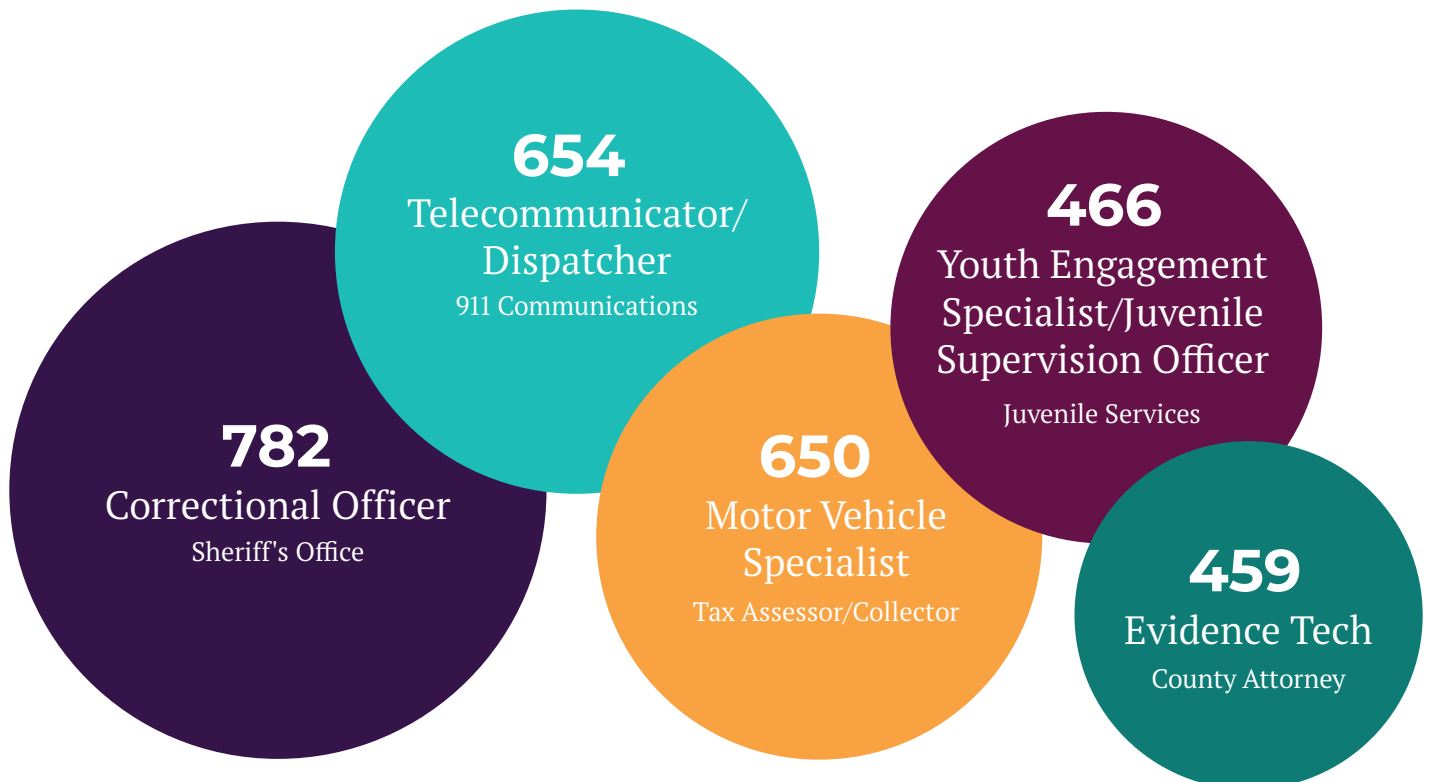 654
Telecommunicator/
Dispatcher
911 Communications
466
Youth Engagement
Specialist/Juvenile
Supervision Officer
Juvenile Services
782
Correctional Officer
Sheriff's Office
650
Motor Vehicle
Specialist
Tax Assessor/Collector
459
Evidence Tech
County Attorney